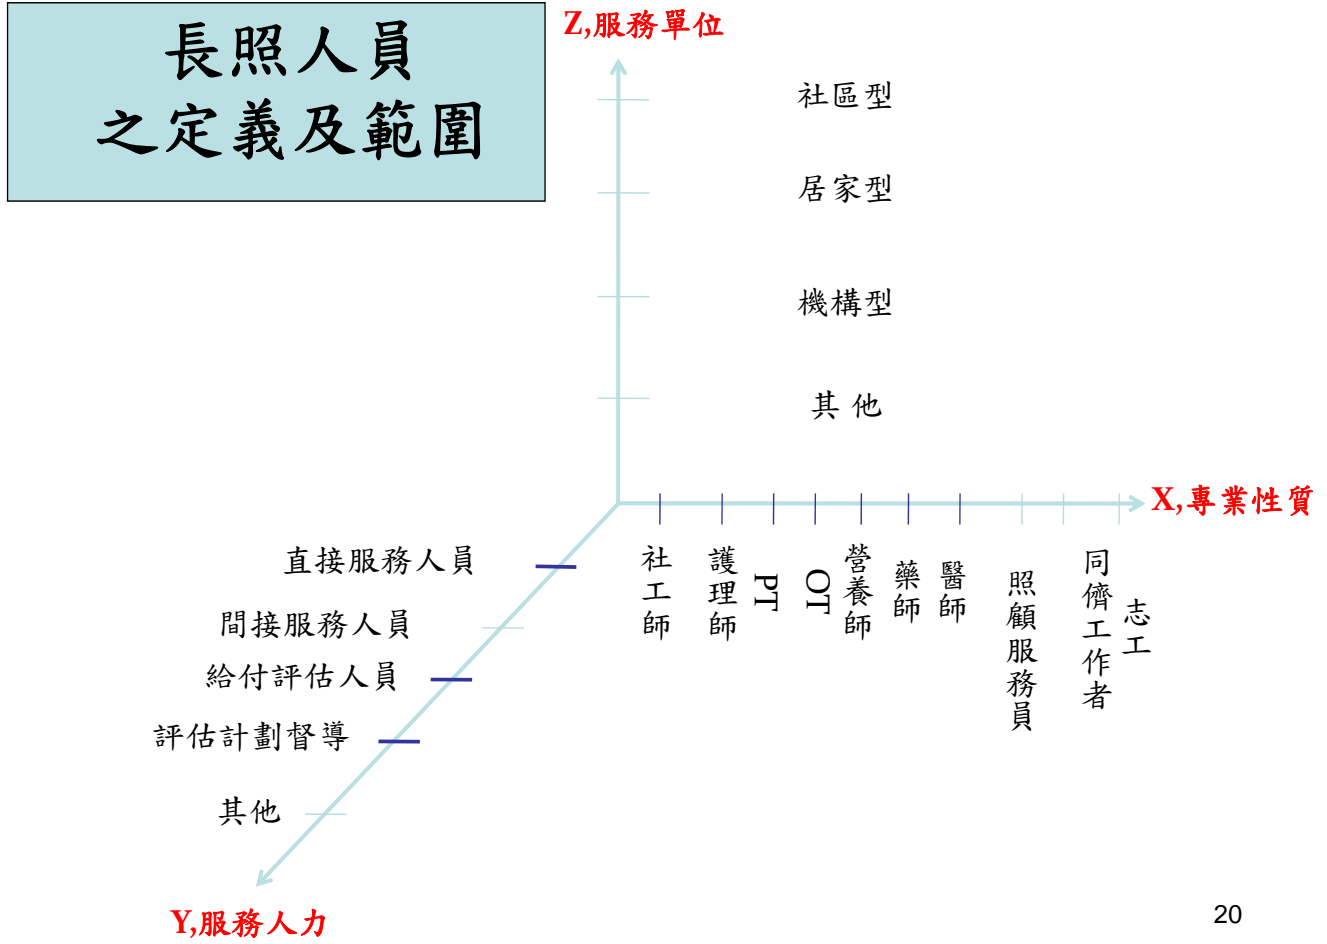 長照人員
之定義及範圍
Z,服務單位
社區型
居家型
機構型
其他
X,專業性質
社工師
護理師
PT
OT
營養師
藥師
醫師
照顧服務員
同儕工作者
志工
直接服務人員
間接服務人員
給付評估人員
評估計劃督導
其他
Y,服務人力
20